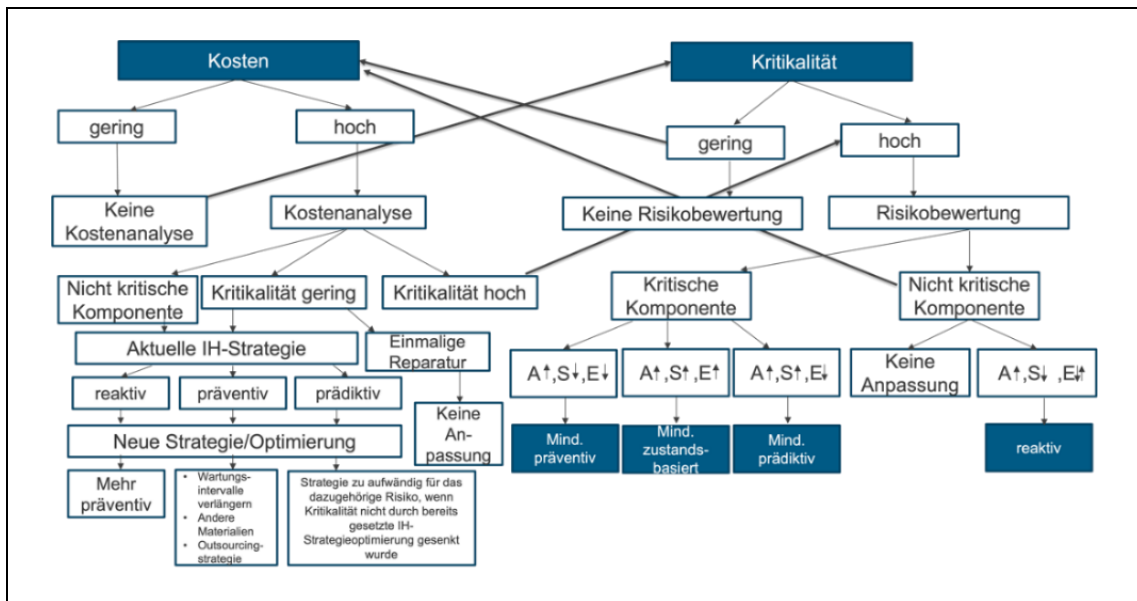 Kosten
Kritikalität
gering
hoch
gering
hoch
Keine
Kostenanalyse
Kostenanalyse
Keine Risikobewertung
Risikobewertung
Nicht kritische
Komponente
Kritikalität gering
Kritikalität hoch
Kritische
Komponente
Nicht kritische
Komponente
Aktuelle IH-Strategie
Einmalige
Reparatur
A↑,S↓,E↓
A↑,S↑,E↑
A↑,S↑,E↓
Keine
Anpassung
A↑,S↓ ,E↓↑
reaktiv
präventiv
prädiktiv
Keine
An-
passung
Neue Strategie/Optimierung
Mind.
präventiv
Mind.
zustands-
basiert
Mind.
prädiktiv
reaktiv
Mehr
präventiv
• Wartungs-
intervalle
verlängern
• Andere
Materialien
• Outsourcing-
strategie
Strategie zu aufwändig für das
dazugehörige Risiko, wenn
Kritikalität nicht durch bereits
gesetzte IH-
Strategieoptimierung gesenkt
wurde